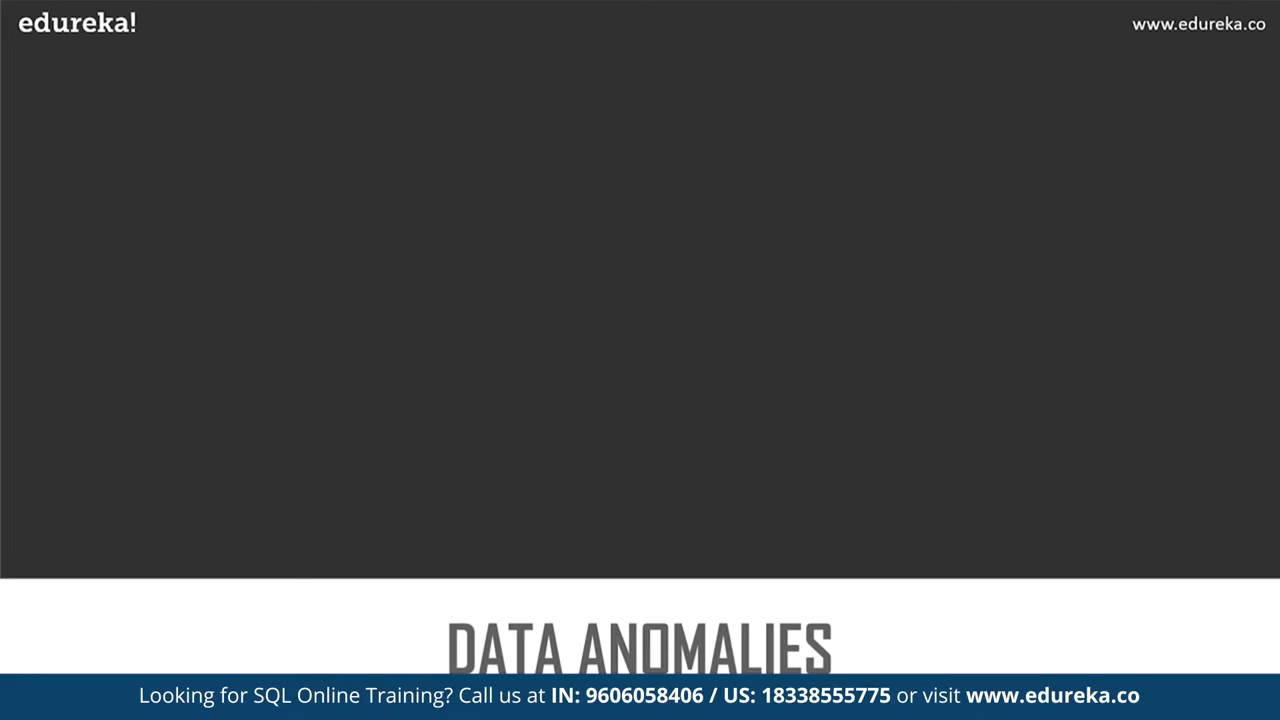 edureka!
www.edureka.co
DATA ANOMALIES
Looking for SQL Online Training? Call us at IN: 9606058406 / US: 18338555775 or visit www.edureka.co